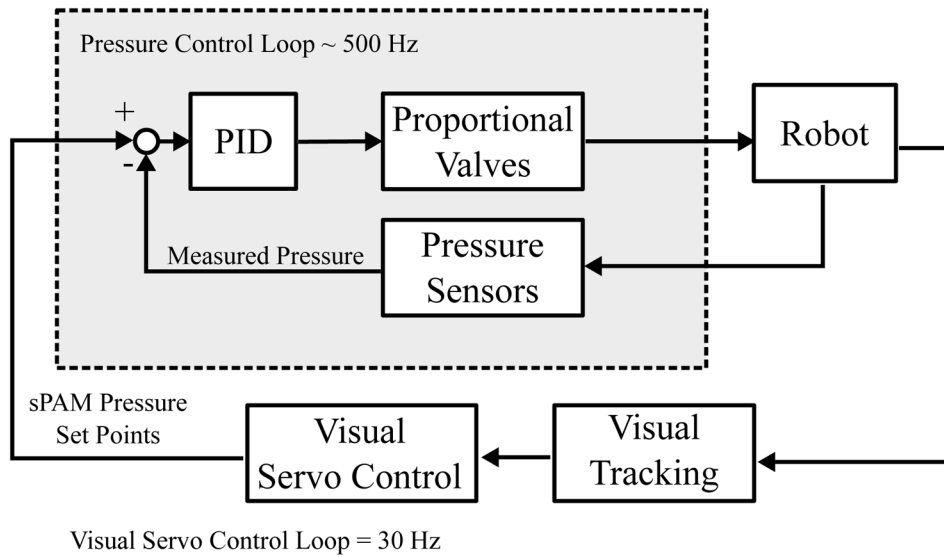 Pressure Control Loop ~ 500 Hz
+
-
PID
Proportional
Valves
Robot
Measured Pressure
Pressure
Sensors
sPAM Pressure
Set Points
Visual
Servo Control
Visual
Tracking
Visual Servo Control Loop = 30 Hz